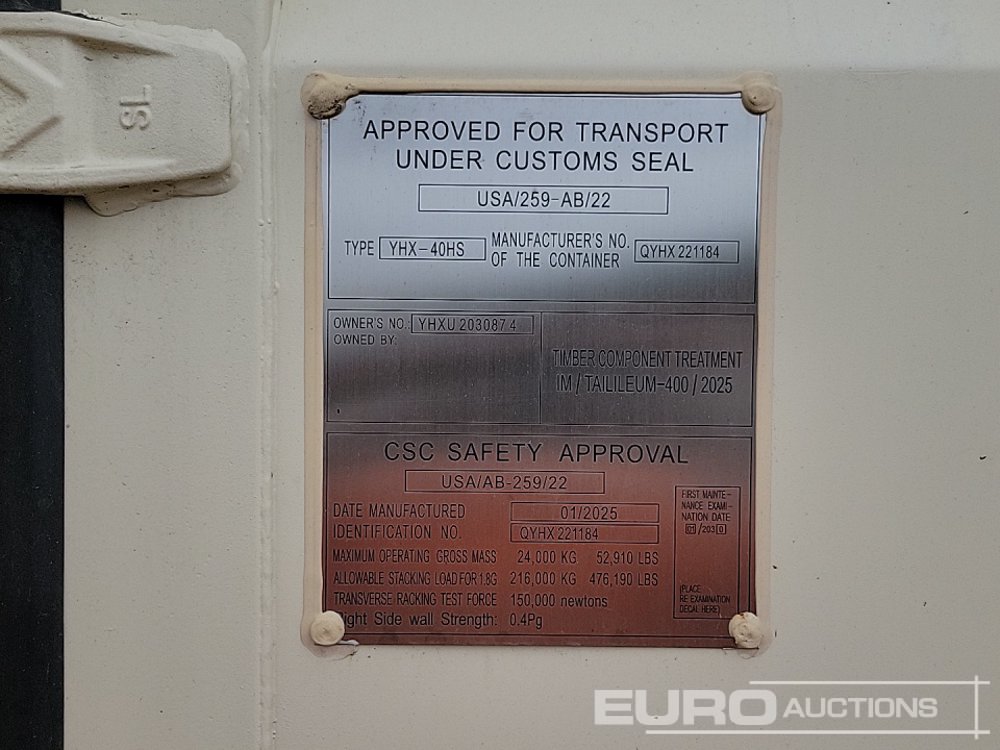 SL
APPROVED FOR TRANSPORT
UNDER CUSTOMS SEAL
USA/259-AB/22
TYPE YHX-40HS MANUFACTURER'S NO. OF THE CONTAINER QYHX 221184
OWNER'S NO.: YHXU 203087 4
OWNED BY:
TIMBER COMPONENT TREATMENT
IM/TAILILEUM-400/2025
CSC SAFETY APPROVAL
USA/AB-259/22
DATE MANUFACTURED 01/2025
IDENTIFICATION NO. QYHX 221184
MAXIMUM OPERATING GROSS MASS 24,000 KG 52,910 LBS
ALLOWABLE STACKING LOAD FOR 1.8G 216,000 KG 476,190 LBS
TRANSVERSE RACKING TEST FORCE 150,000 newtons
Right Side wall Strength: 0.4Pg
FIRST MAINTE-
NANCE EXAMI-
NATION DATE
01/2030
(PLACE
RE EXAMINATION
DECAL HERE)
EURO AUCTIONS